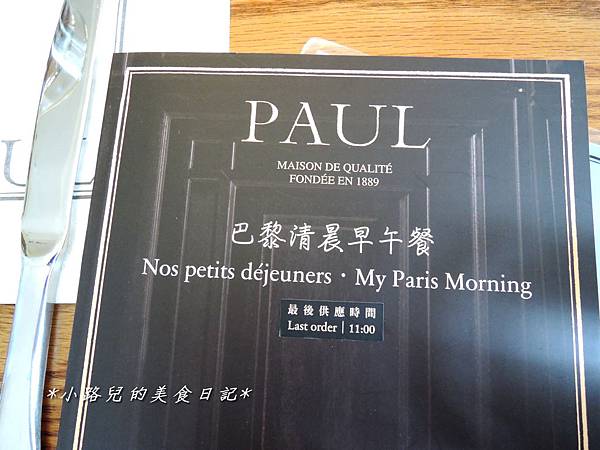 PAUL
MAISON DE QUALITÉ
FONDÉE EN 1889
巴黎清晨早午餐
Nos petits déjeuners · My Paris Morning
最後供應時間
Last order | 11:00
*小路兒的美食日記*